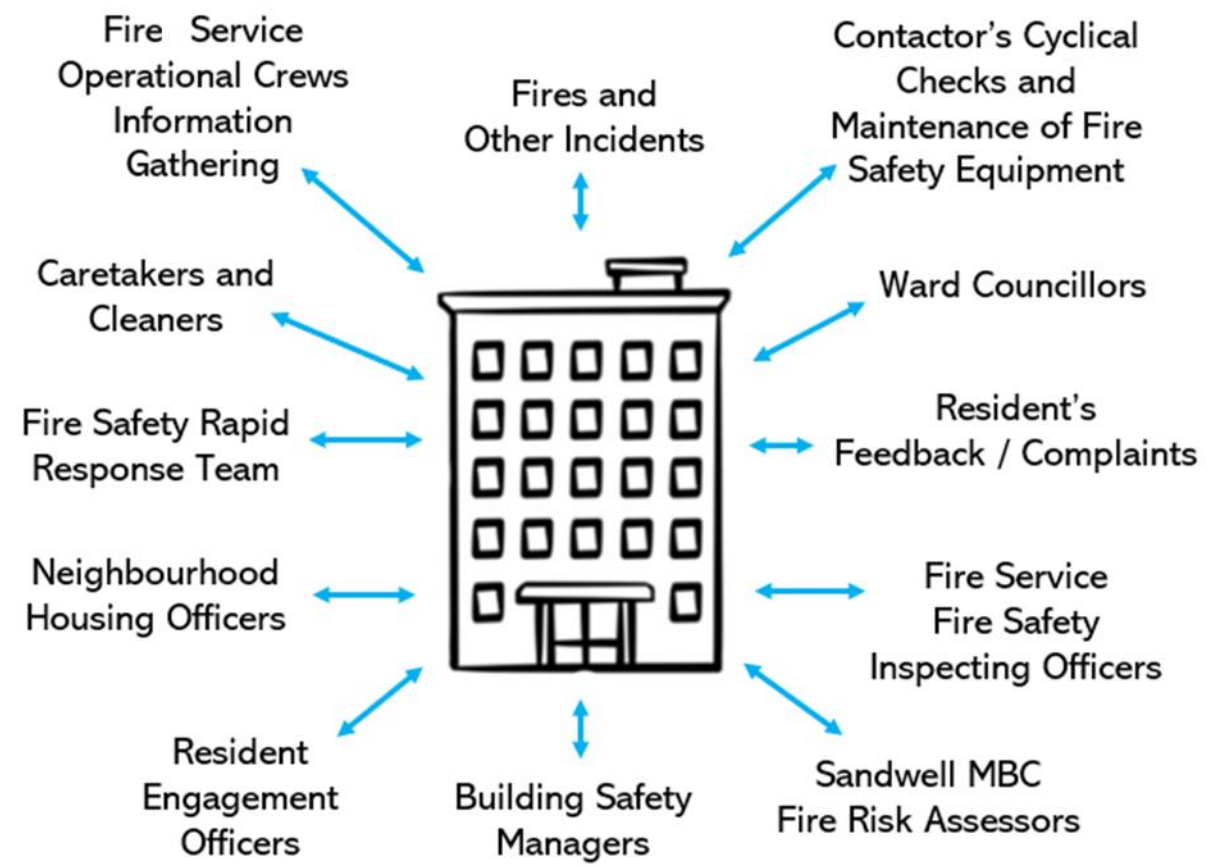 Fire Service
Operational Crews
Information
Gathering
Fires and
Other Incidents
Contactor's Cyclical
Checks and
Maintenance of Fire
Safety Equipment
Caretakers and
Cleaners
Ward Councillors
Fire Safety Rapid
Response Team
Resident's
Feedback / Complaints
Neighbourhood
Housing Officers
Fire Service
Fire Safety
Inspecting Officers
Resident
Engagement
Officers
Building Safety
Managers
Sandwell MBC
Fire Risk Assessors